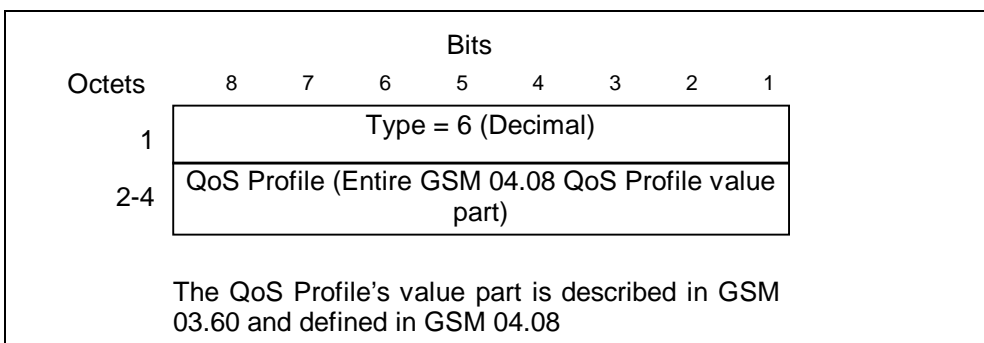 Bits
Octets 8 7 6 5 4 3 2 1
1 Type = 6 (Decimal)
2-4 QoS Profile (Entire GSM 04.08 QoS Profile value
part)
The QoS Profile's value part is described in GSM
03.60 and defined in GSM 04.08